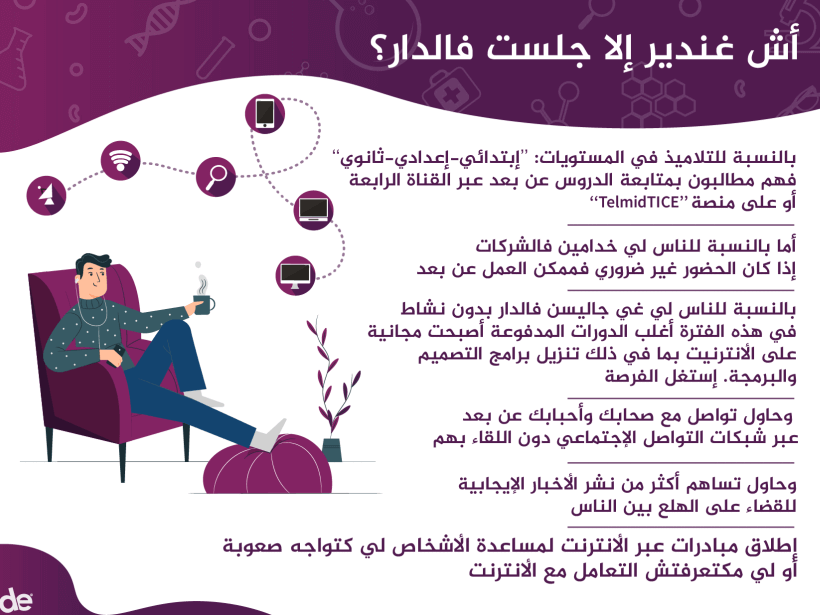 أش غندير إلا جلست فالدار؟
بالنسبة للتلاميذ في المستويات: "إبتدائي-إعدادي-ثانوي"
فهم مطالبون بمتابعة الدروس عن بعد عبر القناة الرابعة
أو على منصة "TelmidTICE"
أما بالنسبة للناس لي خدامين فالشركات
إذا كان الحضور غير ضروري فممكن العمل عن بعد
بالنسبة للناس لي غي جاليسن فالدار بدون نشاط
في هذه الفترة أغلب الدورات المدفوعة أصبحت مجانية
على الأنترنيت بما في ذلك تنزيل برامج التصميم
والبرمجة. إستغل الفرصة
وحاول تواصل مع صحابك وأحبابك عن بعد
عبر شبكات التواصل الإجتماعي دون اللقاء بهم
وحاول تساهم أكثر من نشر الأخبار الإيجابية
للقضاء على الهلع بين الناس
إطلاق مبادرات عبر الأنترنت لمساعدة الأشخاص لي كتواجه صعوبة
أو لي مكتعرفتش التعامل مع الأنترنت
de